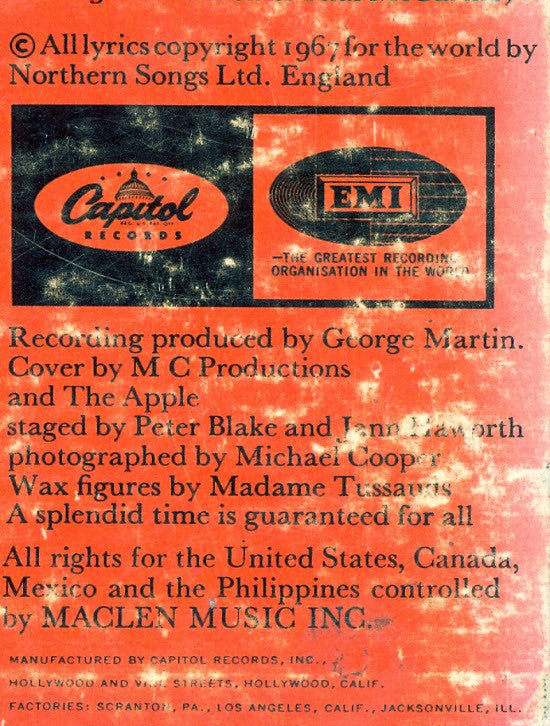 © All lyrics copyright 1967 for the world by
Northern Songs Ltd. England
Capitol
RECORDS
EMI
—THE GREATEST RECORDING
ORGANISATION IN THE WORLD
Recording produced by George Martin.
Cover by M C Productions
and The Apple
staged by Peter Blake and Jann Haworth
photographed by Michael Cooper
Wax figures by Madame Tussauds
A splendid time is guaranteed for all
All rights for the United States, Canada,
Mexico and the Philippines controlled
by MACLEN MUSIC INC.
MANUFACTURED BY CAPITOL RECORDS, INC.,
HOLLYWOOD AND VINE STREETS, HOLLYWOOD, CALIF.
FACTORIES: SCRANTON, PA., LOS ANGELES, CALIF., JACKSONVILLE, ILL.